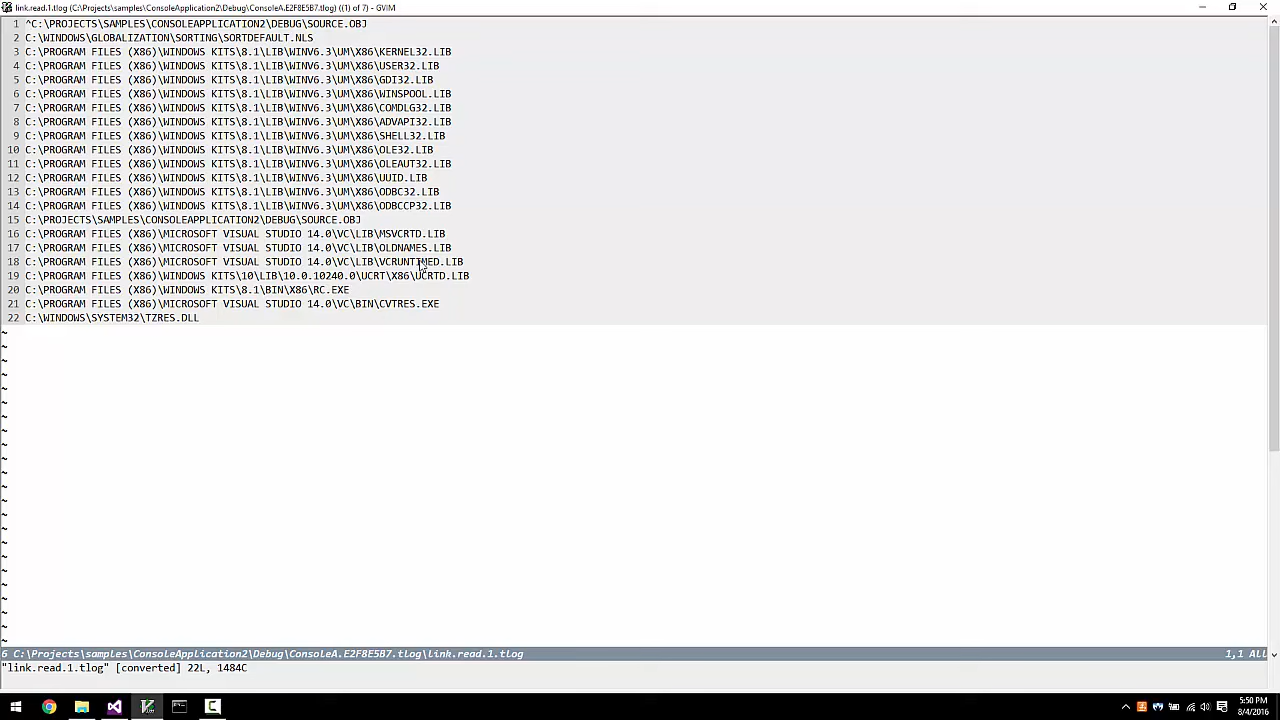 link.read.1.tlog (C:\Projects\samples\ConsoleApplication2\Debug\ConsoleA.E2F8E5B7.tlog) ((1) of 7) - GVIM
1 ^C:\PROJECTS\SAMPLES\CONSOLEAPPLICATION2\DEBUG\SOURCE.OBJ
2 C:\WINDOWS\GLOBALIZATION\SORTING\SORTDEFAULT.NLS
3 C:\PROGRAM FILES (X86)\WINDOWS KITS\8.1\LIB\WINV6.3\UM\X86\KERNEL32.LIB
4 C:\PROGRAM FILES (X86)\WINDOWS KITS\8.1\LIB\WINV6.3\UM\X86\USER32.LIB
5 C:\PROGRAM FILES (X86)\WINDOWS KITS\8.1\LIB\WINV6.3\UM\X86\GDI32.LIB
6 C:\PROGRAM FILES (X86)\WINDOWS KITS\8.1\LIB\WINV6.3\UM\X86\WINSPOOL.LIB
7 C:\PROGRAM FILES (X86)\WINDOWS KITS\8.1\LIB\WINV6.3\UM\X86\COMDLG32.LIB
8 C:\PROGRAM FILES (X86)\WINDOWS KITS\8.1\LIB\WINV6.3\UM\X86\ADVAPI32.LIB
9 C:\PROGRAM FILES (X86)\WINDOWS KITS\8.1\LIB\WINV6.3\UM\X86\SHELL32.LIB
10 C:\PROGRAM FILES (X86)\WINDOWS KITS\8.1\LIB\WINV6.3\UM\X86\OLE32.LIB
11 C:\PROGRAM FILES (X86)\WINDOWS KITS\8.1\LIB\WINV6.3\UM\X86\OLEAUT32.LIB
12 C:\PROGRAM FILES (X86)\WINDOWS KITS\8.1\LIB\WINV6.3\UM\X86\UUID.LIB
13 C:\PROGRAM FILES (X86)\WINDOWS KITS\8.1\LIB\WINV6.3\UM\X86\ODBC32.LIB
14 C:\PROGRAM FILES (X86)\WINDOWS KITS\8.1\LIB\WINV6.3\UM\X86\ODBCCP32.LIB
15 C:\PROJECTS\SAMPLES\CONSOLEAPPLICATION2\DEBUG\SOURCE.OBJ
16 C:\PROGRAM FILES (X86)\MICROSOFT VISUAL STUDIO 14.0\VC\LIB\MSVCRTD.LIB
17 C:\PROGRAM FILES (X86)\MICROSOFT VISUAL STUDIO 14.0\VC\LIB\OLDNAMES.LIB
18 C:\PROGRAM FILES (X86)\MICROSOFT VISUAL STUDIO 14.0\VC\LIB\VCRUNTIMED.LIB
19 C:\PROGRAM FILES (X86)\WINDOWS KITS\10\LIB\10.0.10240.0\UCRT\X86\UCRTD.LIB
20 C:\PROGRAM FILES (X86)\WINDOWS KITS\8.1\BIN\X86\RC.EXE
21 C:\PROGRAM FILES (X86)\MICROSOFT VISUAL STUDIO 14.0\VC\BIN\CVTRES.EXE
22 C:\WINDOWS\SYSTEM32\TZRES.DLL
6 C:\Projects\samples\ConsoleApplication2\Debug\ConsoleA.E2F8E5B7.tlog\link.read.1.tlog 1,1 All
"link.read.1.tlog" [converted] 22L, 1484C
5:50 PM
8/4/2016